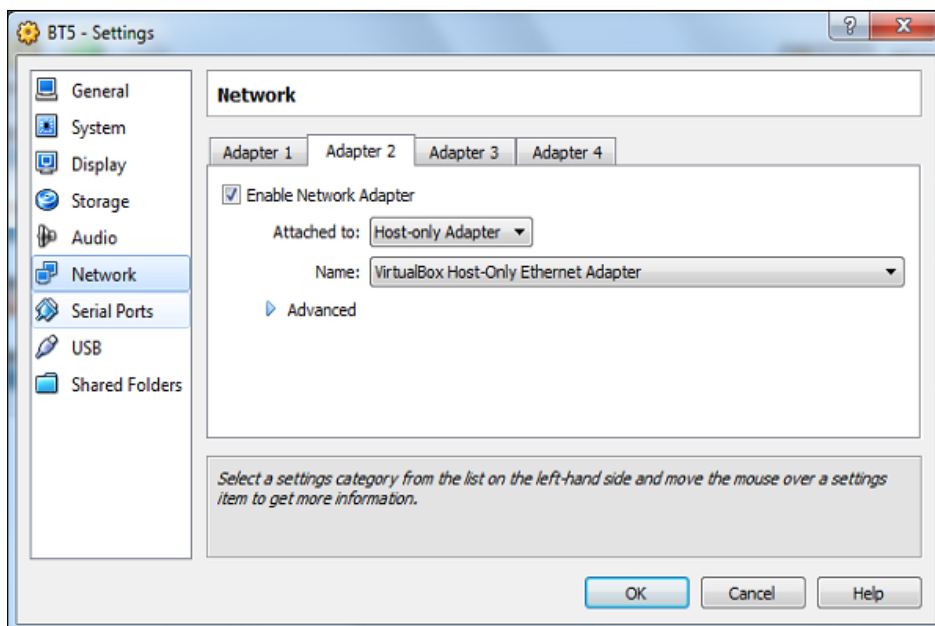 BT5 - Settings
General
System
Display
Storage
Audio
Network
Serial Ports
USB
Shared Folders
Network
Adapter 1 Adapter 2 Adapter 3 Adapter 4
Enable Network Adapter
Attached to: Host-only Adapter
Name: VirtualBox Host-Only Ethernet Adapter
Advanced
Select a settings category from the list on the left-hand side and move the mouse over a settings
item to get more information.
OK Cancel Help